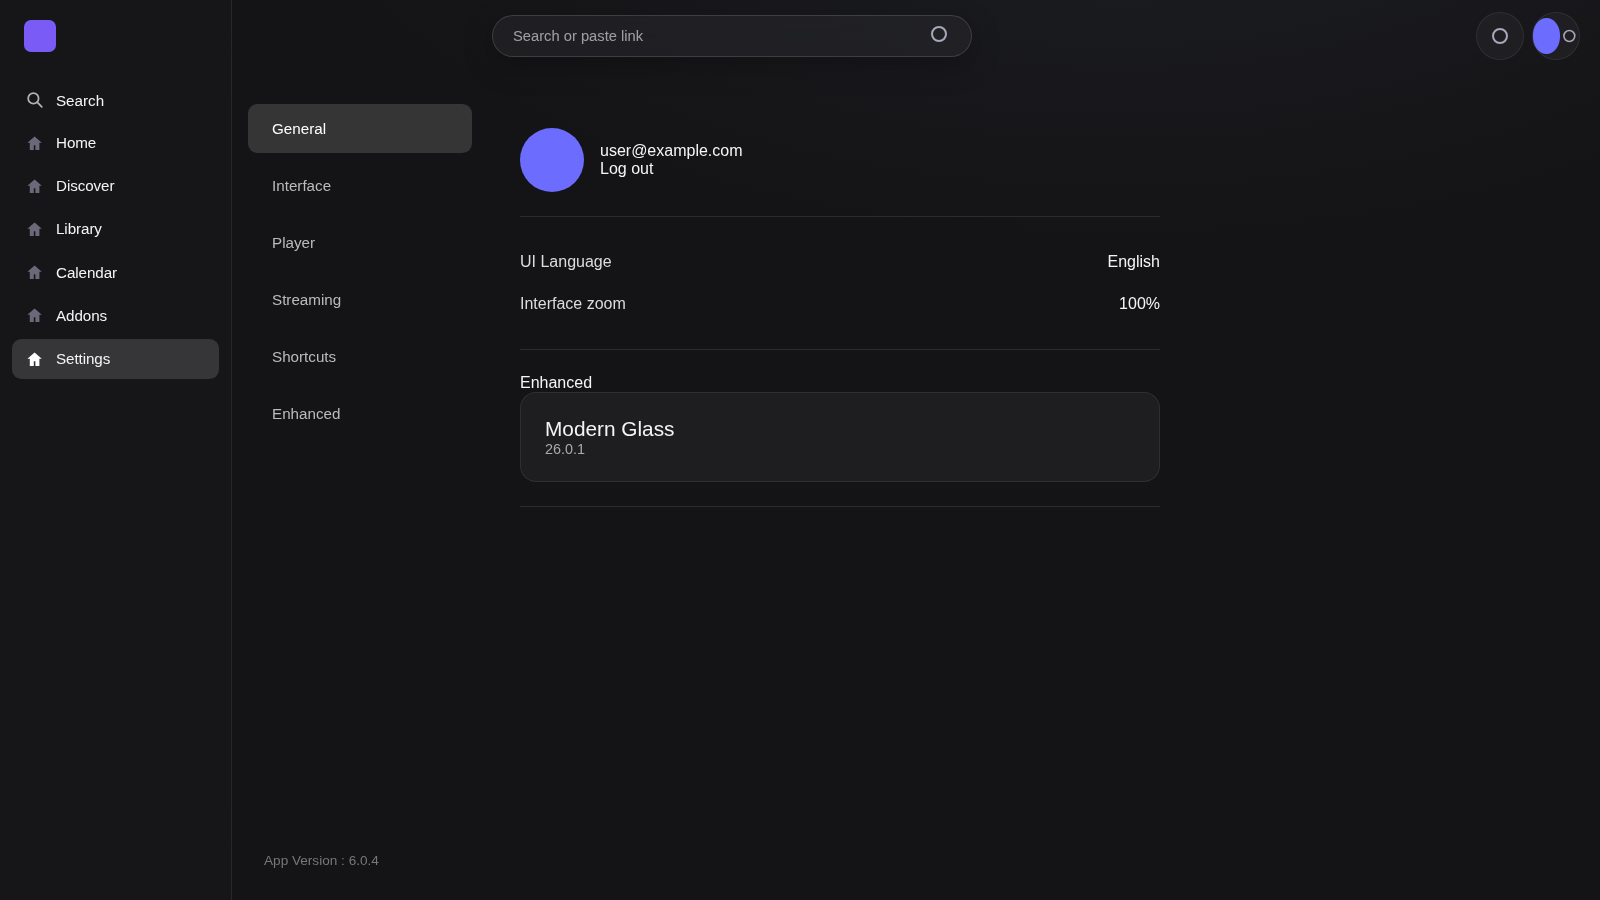 Search or paste link
Search
Home
Discover
Library
Calendar
Addons
Settings
General
Interface
Player
Streaming
Shortcuts
Enhanced
App Version : 6.0.4
user@example.com
Log out
UI Language English
Interface zoom 100%
Enhanced
Modern Glass
26.0.1